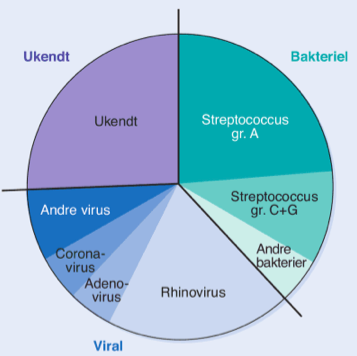 Ukendt
Bakteriel
Ukendt
Streptococcus
gr. A
Streptococcus
gr. C+G
Andre virus
Andre
bakterier
Corona-
virus
Adeno-
virus
Rhinovirus
Viral